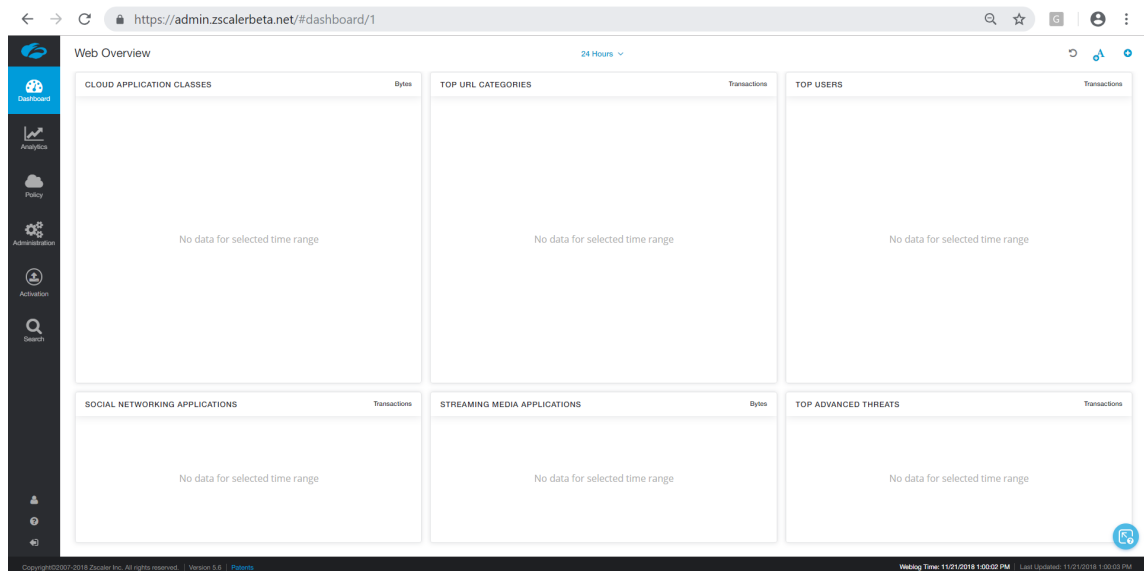 https://admin.zscalerbeta.net/#dashboard/1
G
Web Overview
24 Hours
Dashboard
Analytics
Policy
Administration
Activation
Search
CLOUD APPLICATION CLASSES Bytes
No data for selected time range
TOP URL CATEGORIES Transactions
No data for selected time range
TOP USERS Transactions
No data for selected time range
SOCIAL NETWORKING APPLICATIONS Transactions
No data for selected time range
STREAMING MEDIA APPLICATIONS Bytes
No data for selected time range
TOP ADVANCED THREATS Transactions
No data for selected time range
Copyright©2007-2018 Zscaler Inc. All rights reserved. | Version 5.6 | Patents
Weblog Time: 11/21/2018 1:00:02 PM | Last Updated: 11/21/2018 1:00:03 PM